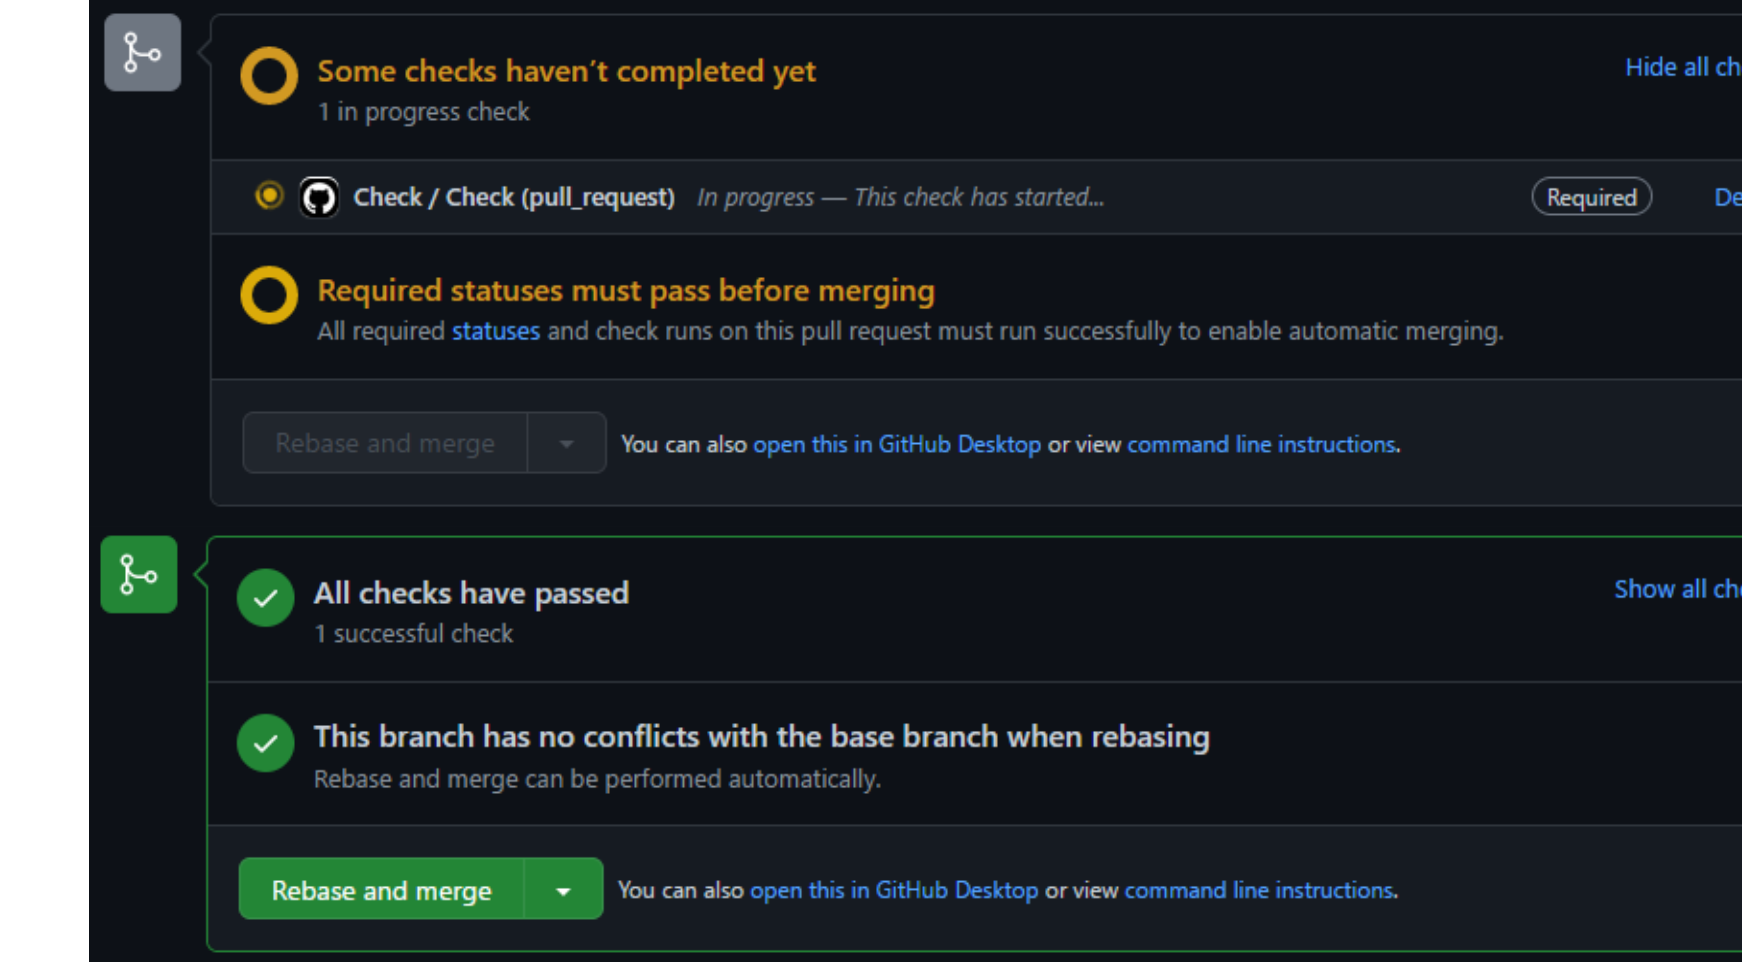 Some checks haven't completed yet
Hide all ch
1 in progress check
Check / Check (pull_request) In progress — This check has started... Required De
Required statuses must pass before merging
All required statuses and check runs on this pull request must run successfully to enable automatic merging.
Rebase and merge You can also open this in GitHub Desktop or view command line instructions.
All checks have passed
Show all che
1 successful check
This branch has no conflicts with the base branch when rebasing
Rebase and merge can be performed automatically.
Rebase and merge You can also open this in GitHub Desktop or view command line instructions.